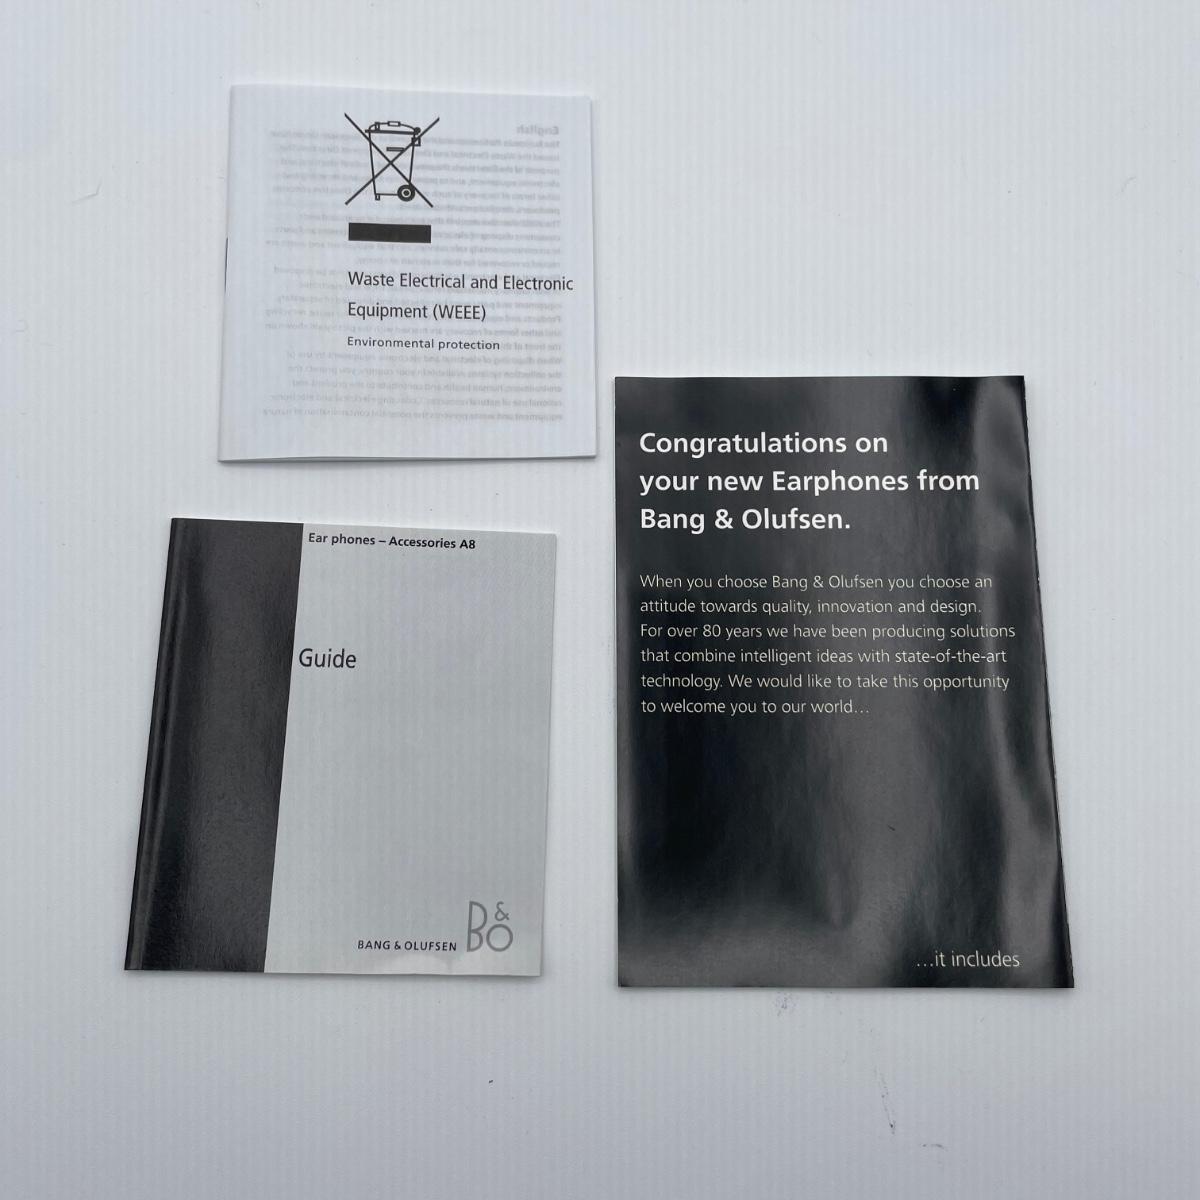 Waste Electrical and Electronic
Equipment (WEEE)
Environmental protection
Ear phones – Accessories A8
Guide
BANG & OLUFSEN
B&O
Congratulations on
your new Earphones from
Bang & Olufsen.
When you choose Bang & Olufsen you choose an
attitude towards quality, innovation and design.
For over 80 years we have been producing solutions
that combine intelligent ideas with state-of-the-art
technology. We would like to take this opportunity
to welcome you to our world...
...it includes